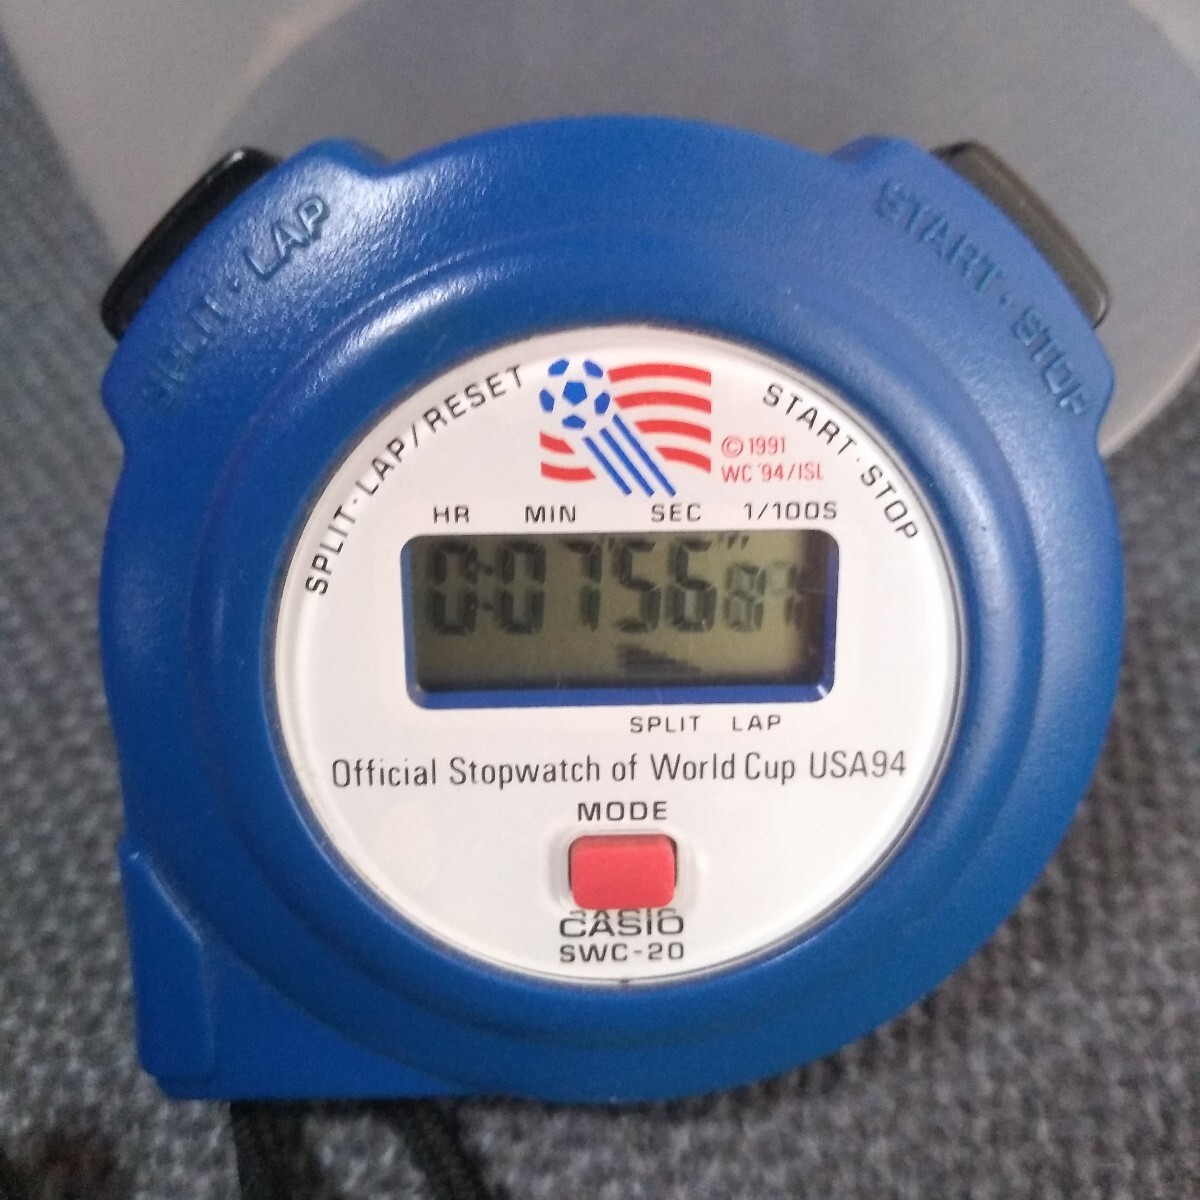 SPLIT · LAP
START · STOP
SPLIT·LAP/RESET
START·STOP
© 1991
WC '94/ISL
HR MIN SEC 1/100S
0:07'56"
SPLIT LAP
Official Stopwatch of World Cup USA94
MODE
CASIO
SWC-20